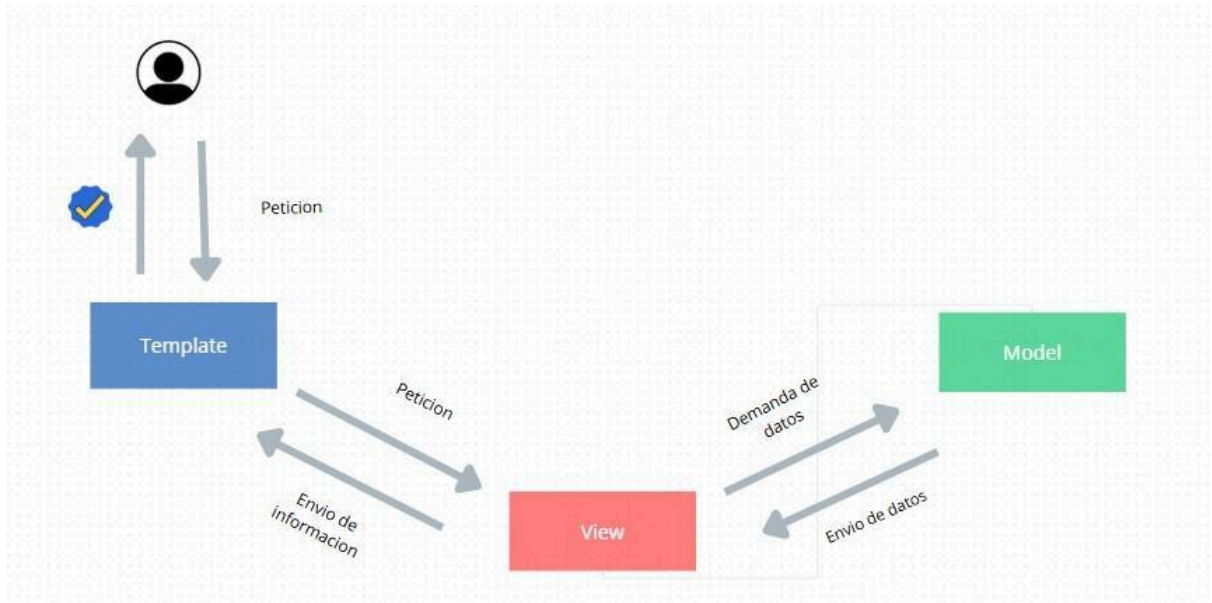 Peticion
Template
Model
Peticion
Demanda de
datos
Envio de
informacion
View
Envio de datos